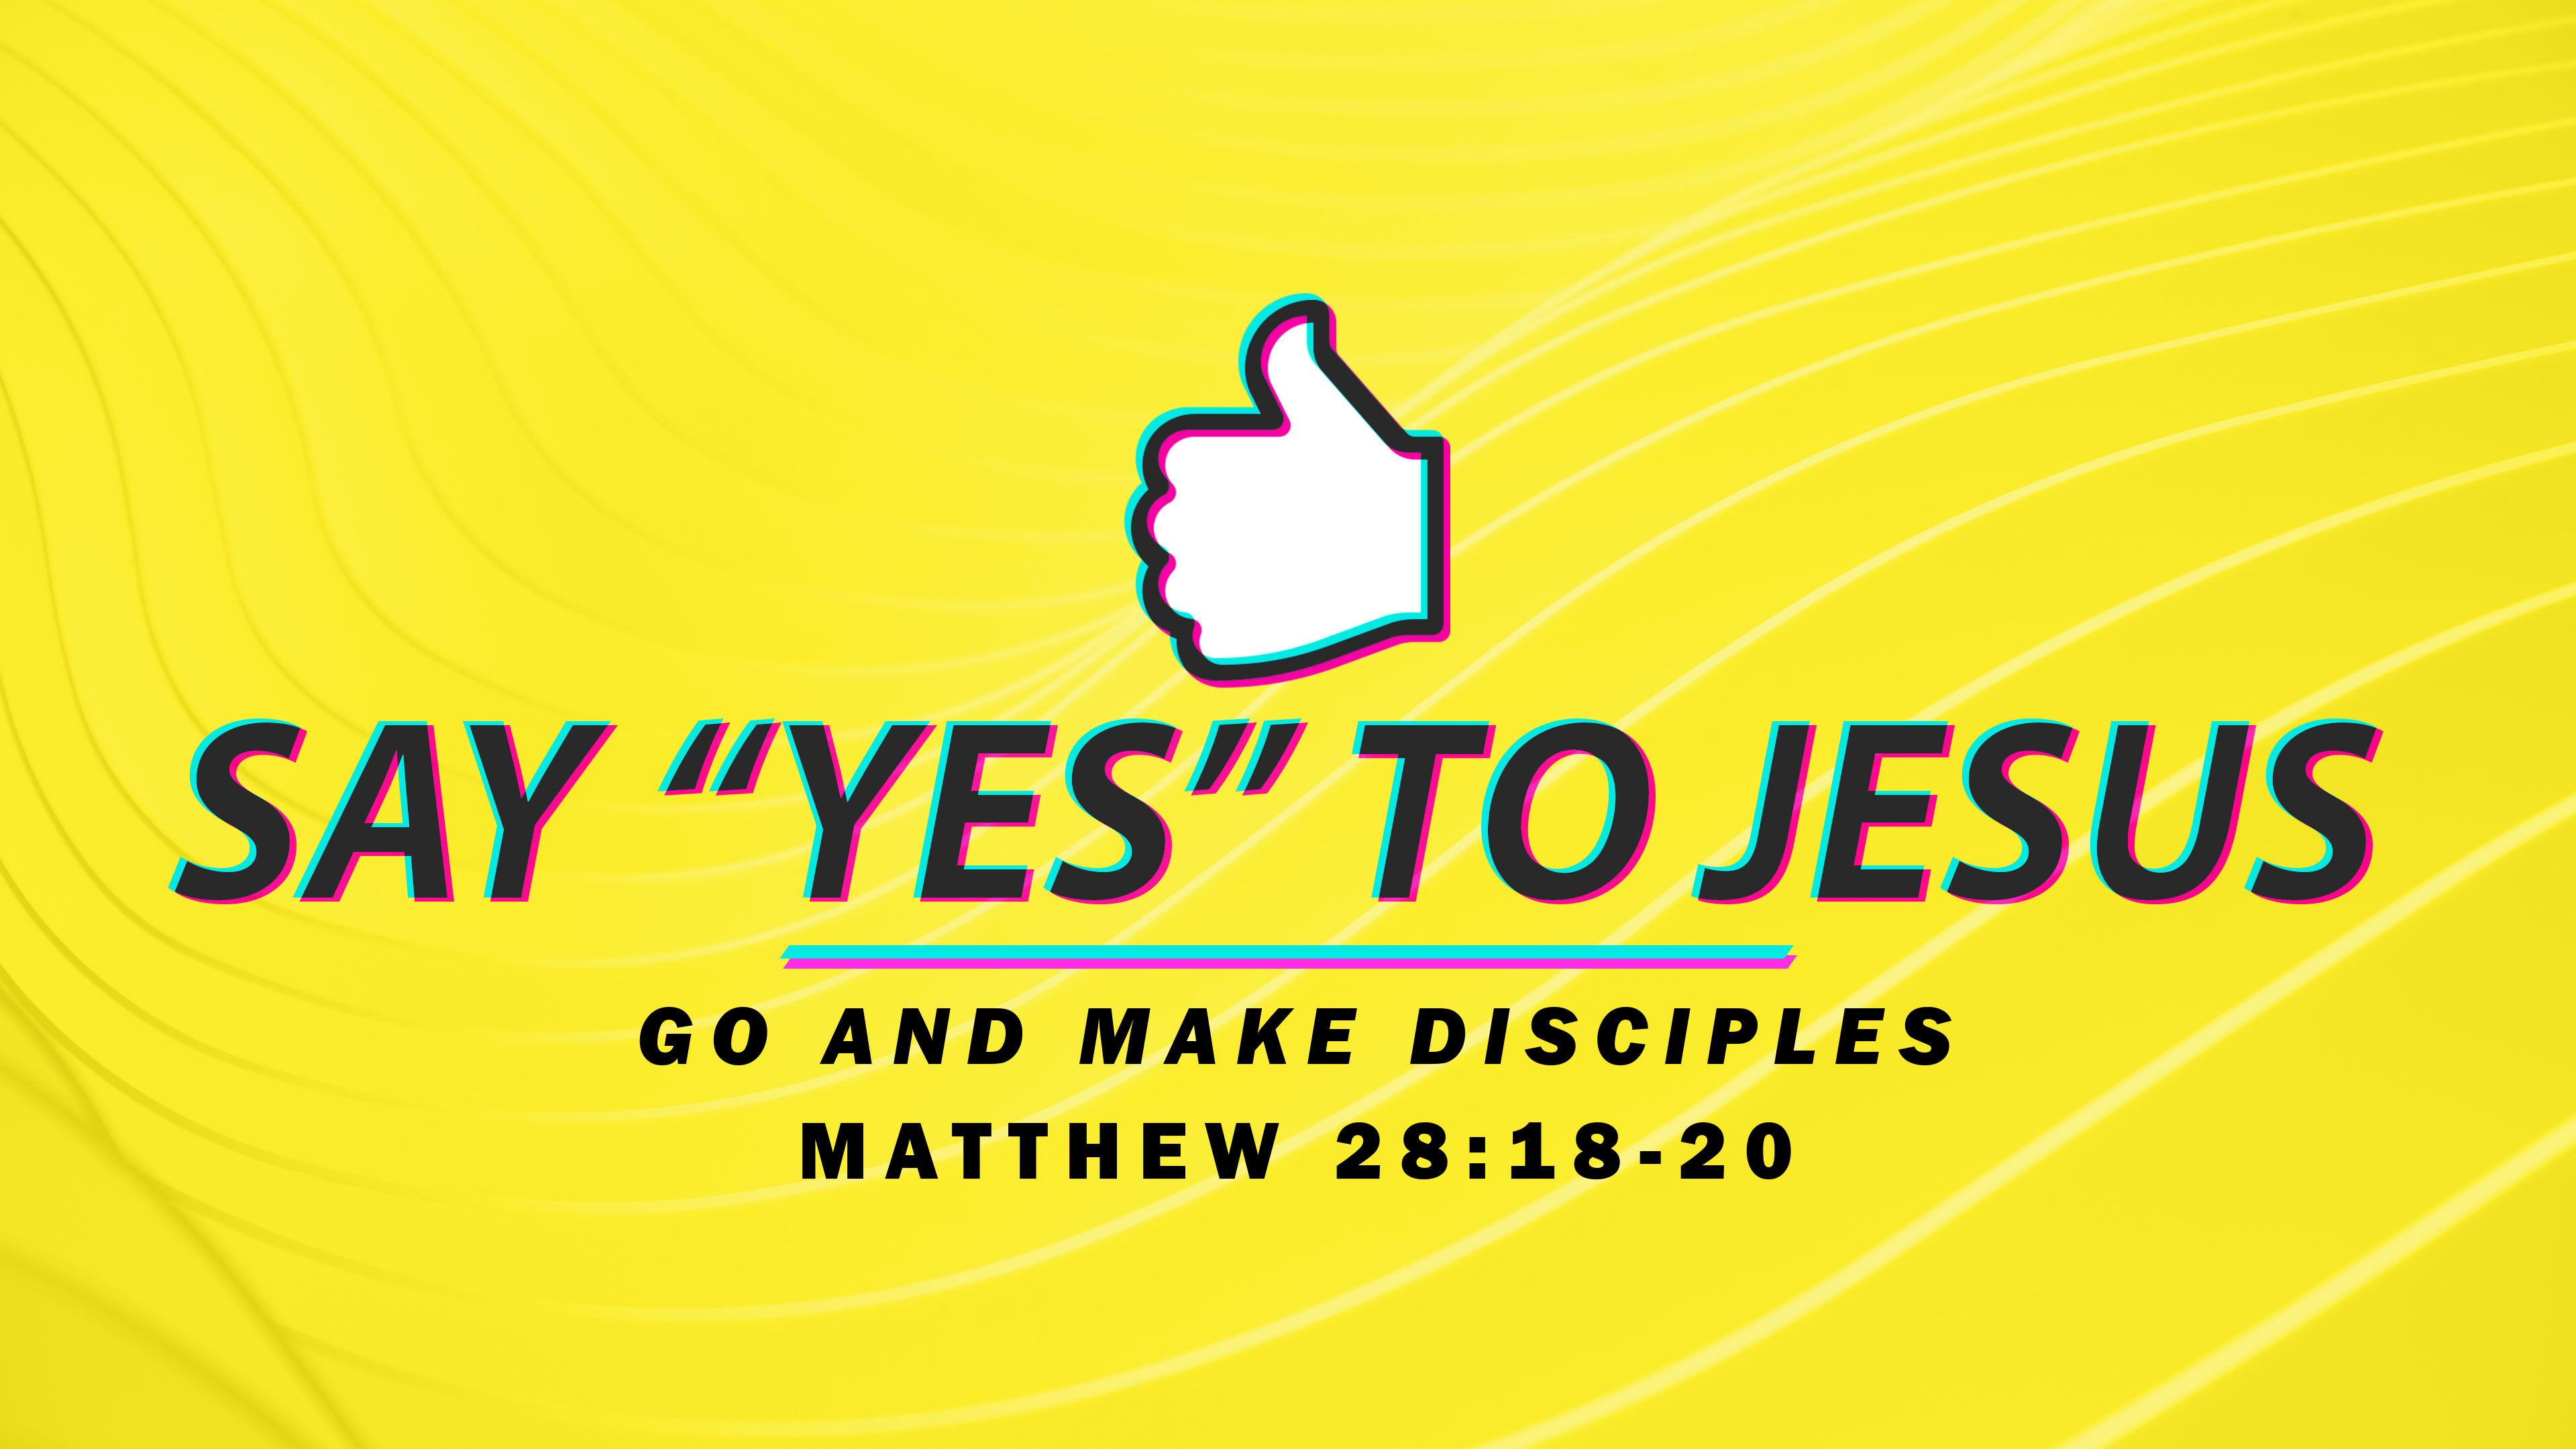 SAY “YES” TO JESUS
GO AND MAKE DISCIPLES
MATTHEW 28:18-20